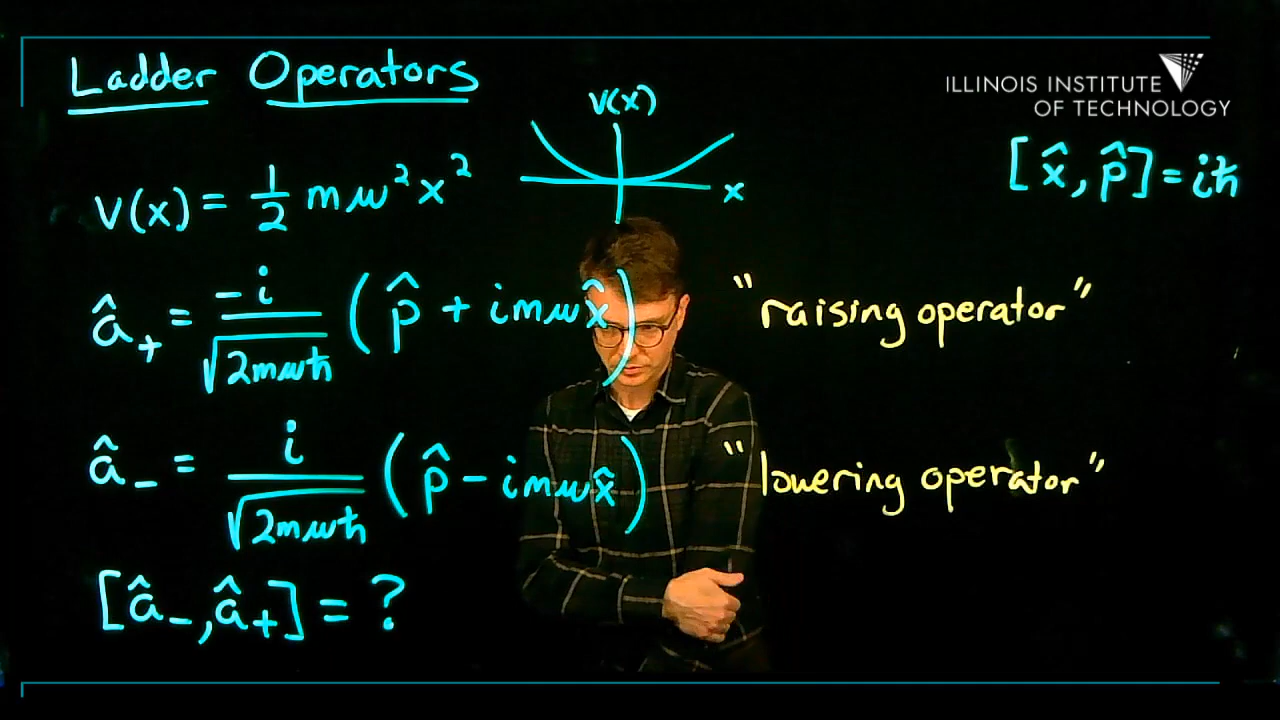 Ladder Operators
ILLINOIS INSTITUTE
OF TECHNOLOGY
V(x)
x
[x̂, p̂] = iħ
V(x) = 1/2 mω²x²
â₊ = -i/√2mωħ (p̂ + imωx̂) "raising operator"
â₋ = i/√2mωħ (p̂ - imωx̂) "lowering operator"
[â₋, â₊] = ?